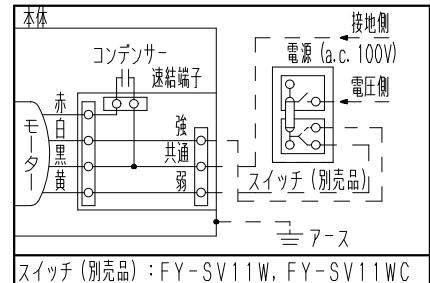 本体
接地側
電源 (a.c. 100V)
電圧側
コンデンサー
速結端子
赤
白
黒
黄
モーター
強
共通
弱
スイッチ (別売品)
アース
スイッチ (別売品) : FY-SV11W, FY-SV11WC